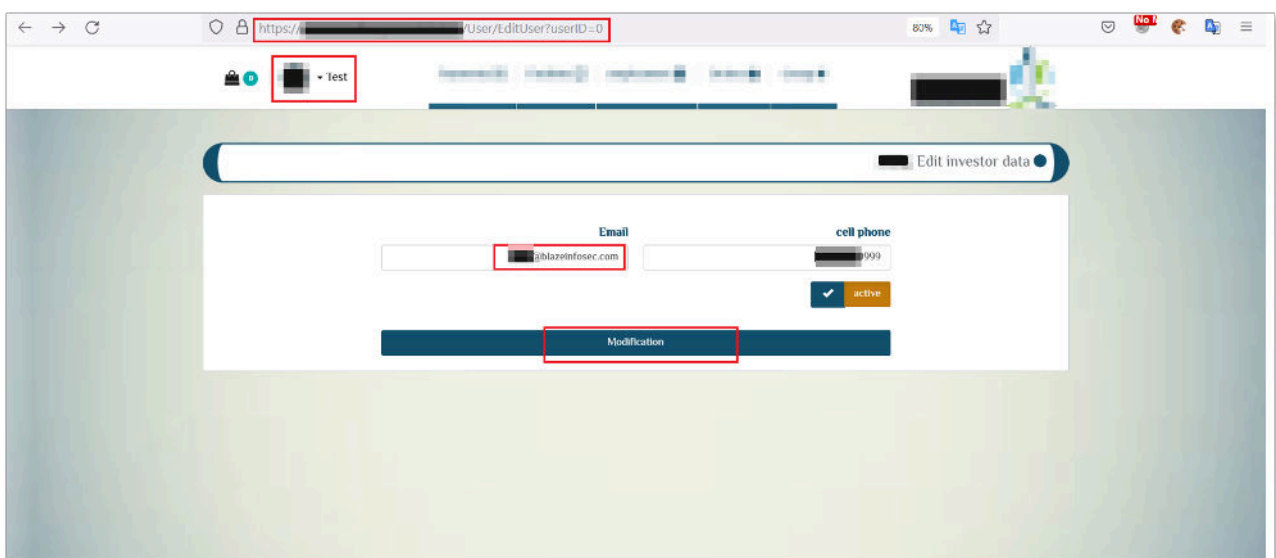 https:// /User/EditUser?userID=0
80%
Test
Edit investor data
Email
cell phone
@blazeinfosec.com
999
active
Modification